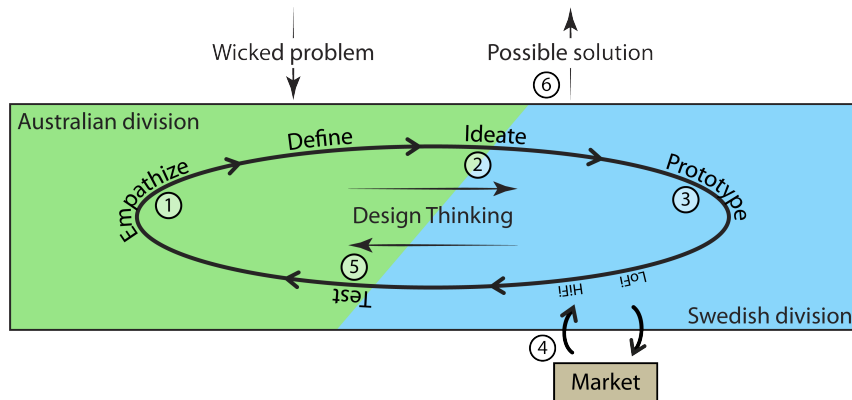 Wicked problem
Possible solution
6
Australian division
Define
Ideate
Empathize
Prototype
1
2
3
Design Thinking
5
Test
HiFi
LoFi
Swedish division
4
Market